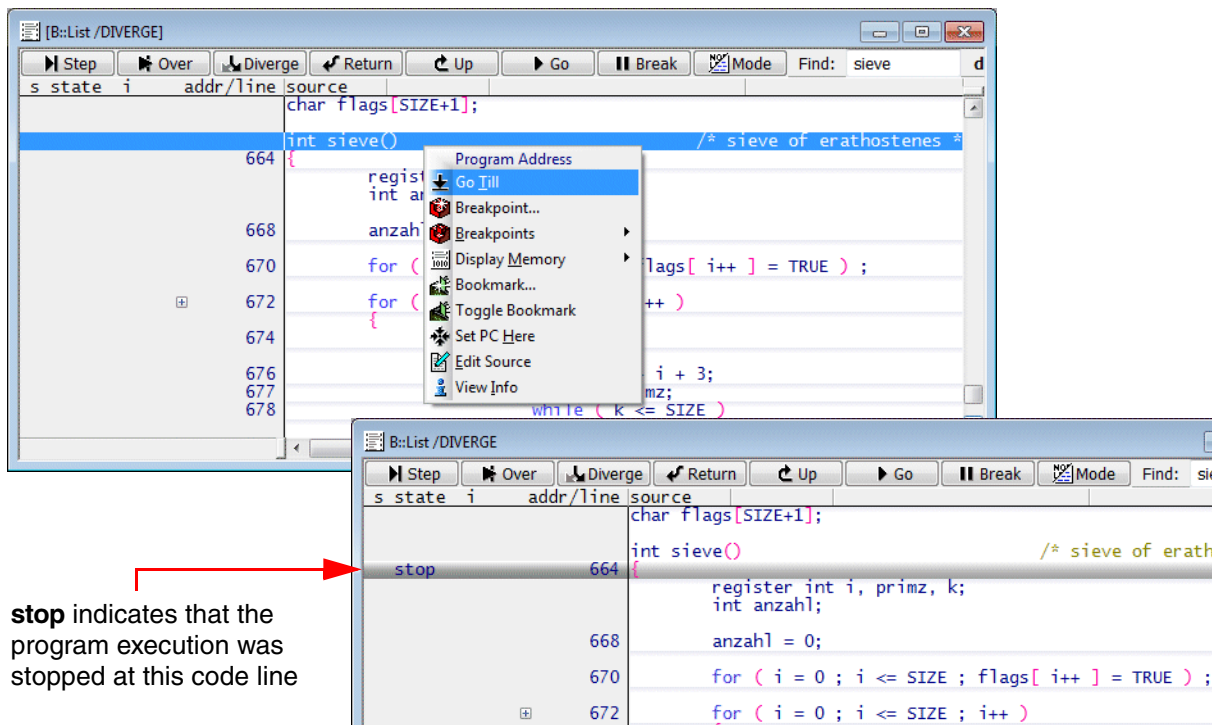 [B::List /DIVERGE]
Step Over Diverge Return Up Go Break Mode Find: sieve
s state i addr/line source
char flags[SIZE+1];
int sieve() /* sieve of erathostenes *
664 {
Program Address
Go Till
Breakpoint...
668 anzahl
Breakpoints
Display Memory
670 for ( flags[ i++ ] = TRUE ) ;
Bookmark...
672 for ( ++ )
Toggle Bookmark
{
674
Set PC Here
Edit Source
676 i + 3;
677 mz;
View Info
678 while ( k <= SIZE )
B::List /DIVERGE
Step Over Diverge Return Up Go Break Mode Find: sie
s state i addr/line source
char flags[SIZE+1];
int sieve() /* sieve of erath
stop 664 {
register int i, primz, k;
int anzahl;
668 anzahl = 0;
670 for ( i = 0 ; i <= SIZE ; flags[ i++ ] = TRUE ) ;
672 for ( i = 0 ; i <= SIZE ; i++ )
stop indicates that the
program execution was
stopped at this code line